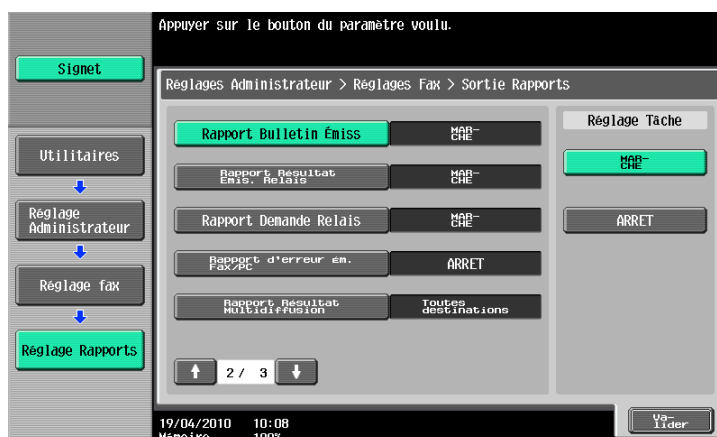 Appuyer sur le bouton du paramètre voulu.
Signet
Réglages Administrateur > Réglages Fax > Sortie Rapports
Utilitaires
Réglage
Administrateur
Réglage fax
Réglage Rapports
Rapport Bulletin Émiss
MAR-
CHE
Rapport Résultat
Émis. Relais
MAR-
CHE
Rapport Demande Relais
MAR-
CHE
Rapport d'erreur ém.
Fax/PC
ARRET
Rapport Résultat
Multidiffusion
Toutes
destinations
2/ 3
Réglage Tâche
MAR-
CHE
ARRET
19/04/2010 10:08
Mémoire 100%
Va-
lider